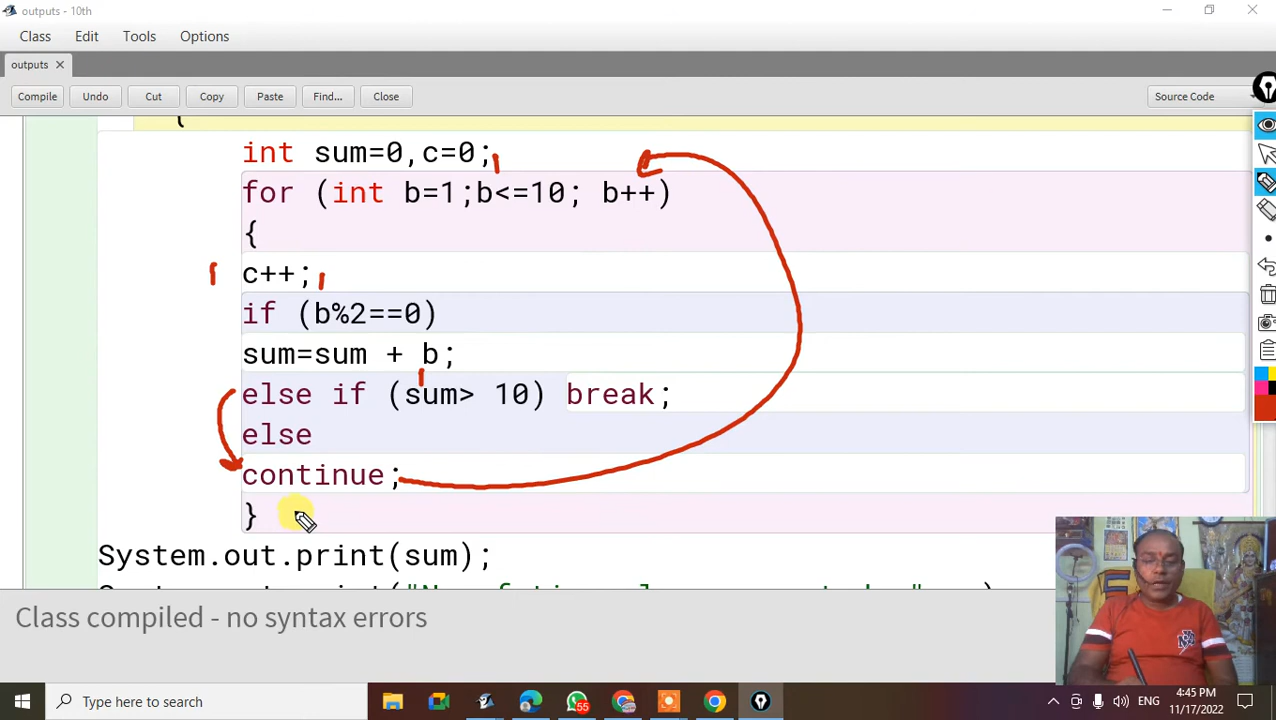 outputs - 10th
Class Edit Tools Options
outputs
Compile Undo Cut Copy Paste Find... Close Source Code
{
int sum=0,c=0;
for (int b=1;b<=10; b++)
{
c++;
if (b%2==0)
sum=sum + b;
else if (sum> 10) break;
else
continue;
}
System.out.print(sum);
Class compiled - no syntax errors
Type here to search
55
ENG
4:45 PM
11/17/2022